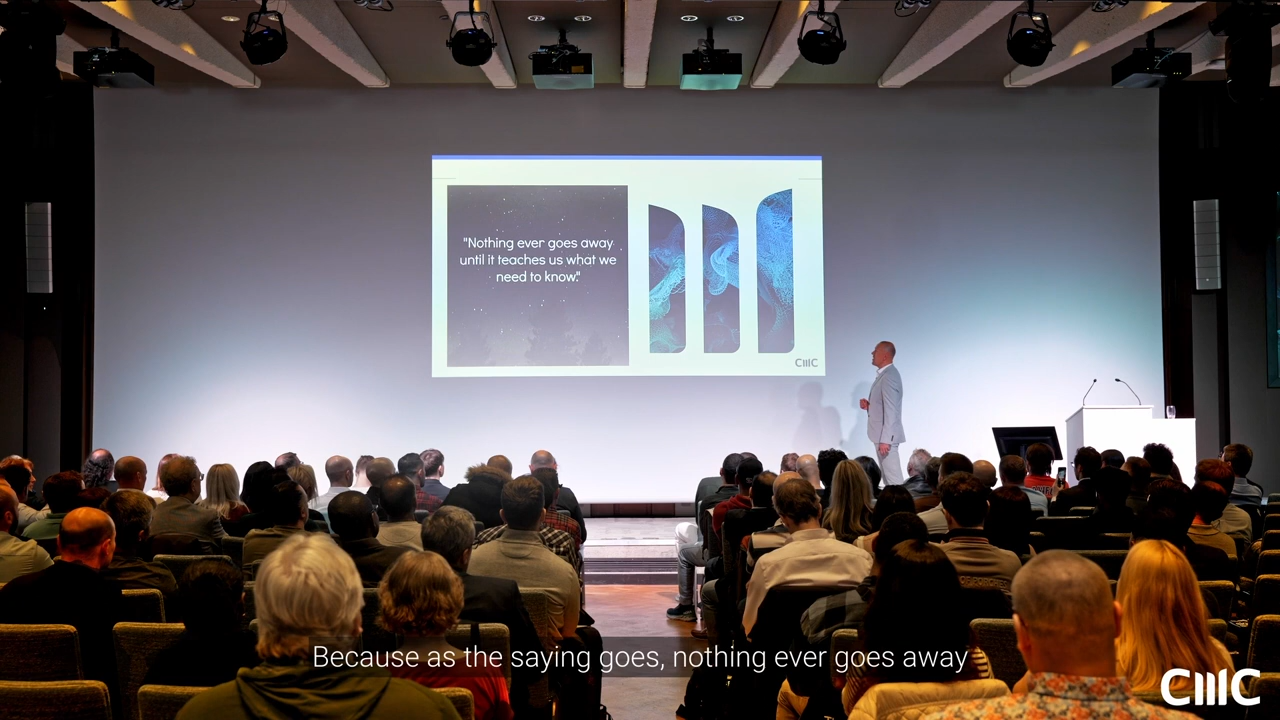 "Nothing ever goes away
until it teaches us what we
need to know."
CMC
Because as the saying goes, nothing ever goes away
CMC